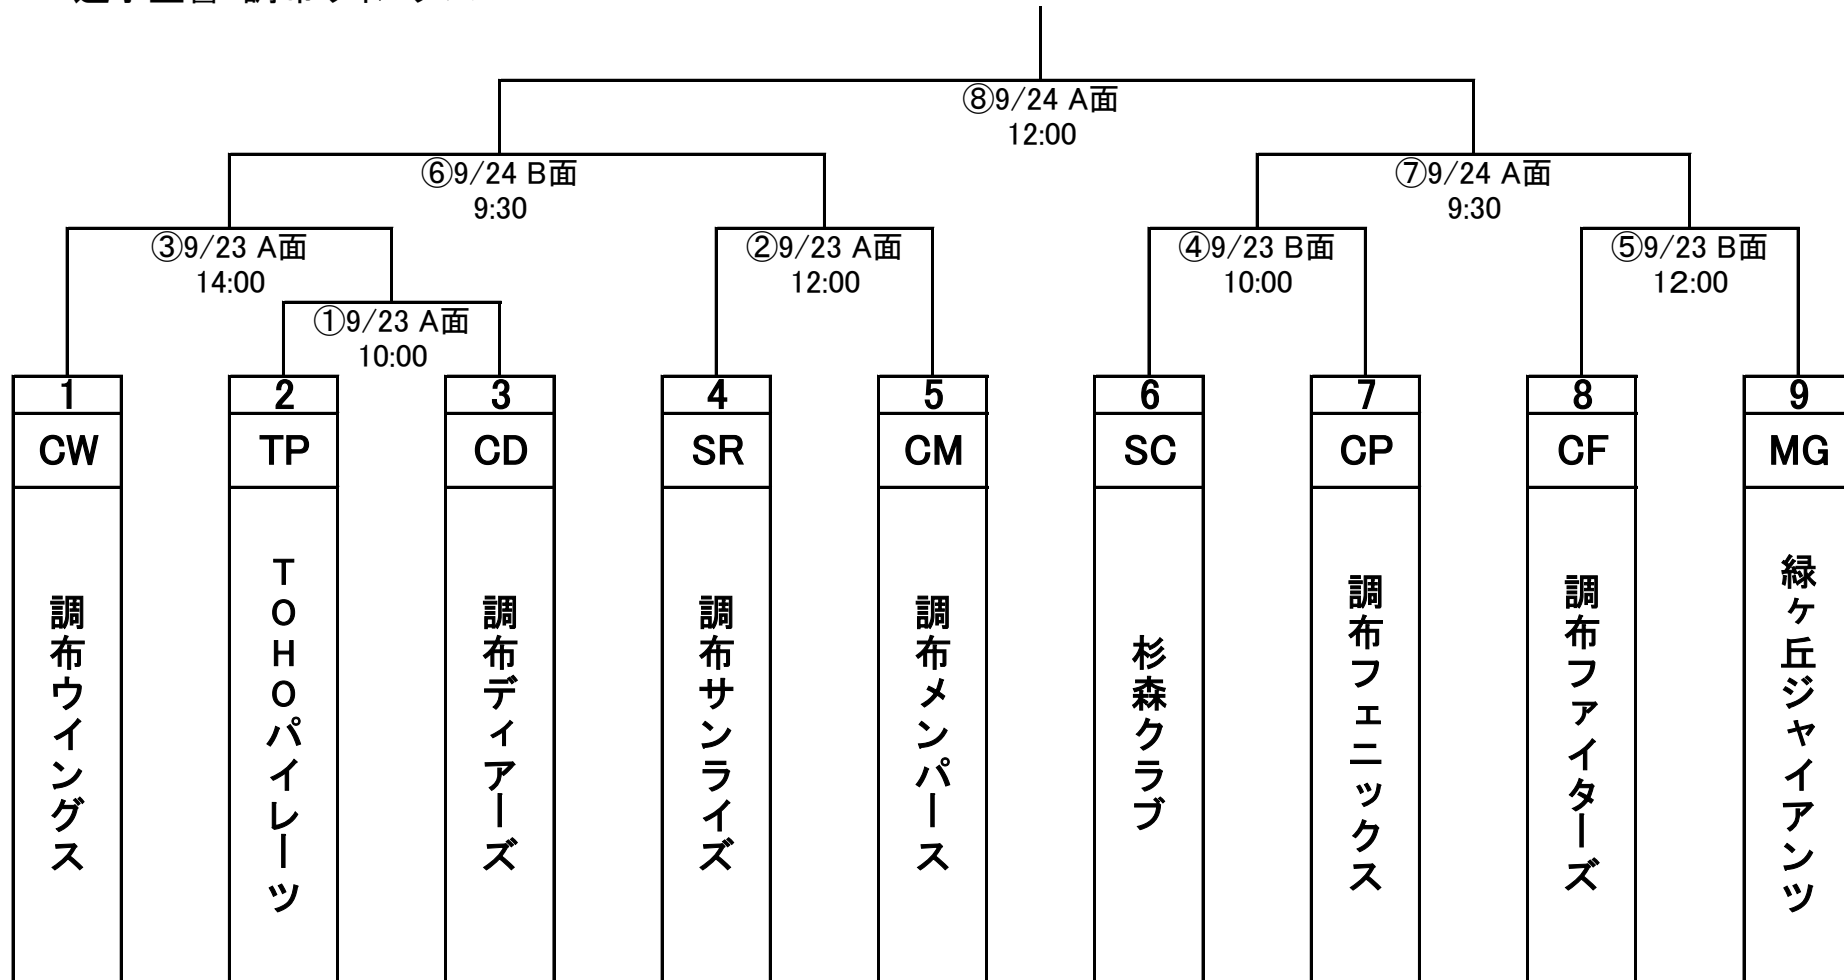 ⑧9/24 A面
12:00
⑥9/24 B面
9:30
⑦9/24 A面
9:30
③9/23 A面
14:00
②9/23 A面
12:00
④9/23 B面
10:00
⑤9/23 B面
12:00
①9/23 A面
10:00
1
2
3
4
5
6
7
8
9
CW
TP
CD
SR
CM
SC
CP
CF
MG
調布ウイングス
TOHOパイレーツ
調布ディアーズ
調布サンライズ
調布メンパース
杉森クラブ
調布フェニックス
調布ファイターズ
緑ヶ丘ジャイアンツ